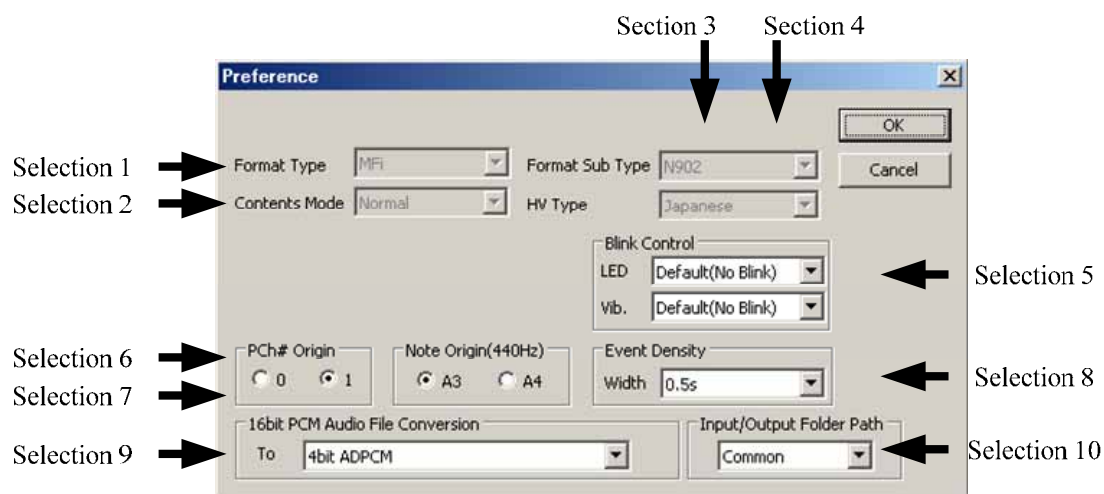 Section 3 Section 4
Preference
OK
Selection 1 Format Type MFi Format Sub Type N902 Cancel
Selection 2 Contents Mode Normal HV Type Japanese
Blink Control
LED Default(No Blink) Selection 5
Vib. Default(No Blink)
Selection 6 PCh# Origin Note Origin(440Hz) Event Density
0 1 A3 A4 Width 0.5s Selection 8
Selection 7
16bit PCM Audio File Conversion Input/Output Folder Path
Selection 9 To 4bit ADPCM Common Selection 10